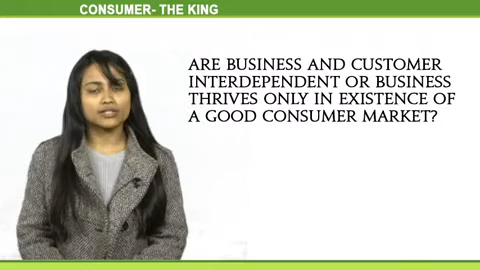 CONSUMER- THE KING
ARE BUSINESS AND CUSTOMER
INTERDEPENDENT OR BUSINESS
THRIVES ONLY IN EXISTENCE OF
A GOOD CONSUMER MARKET?